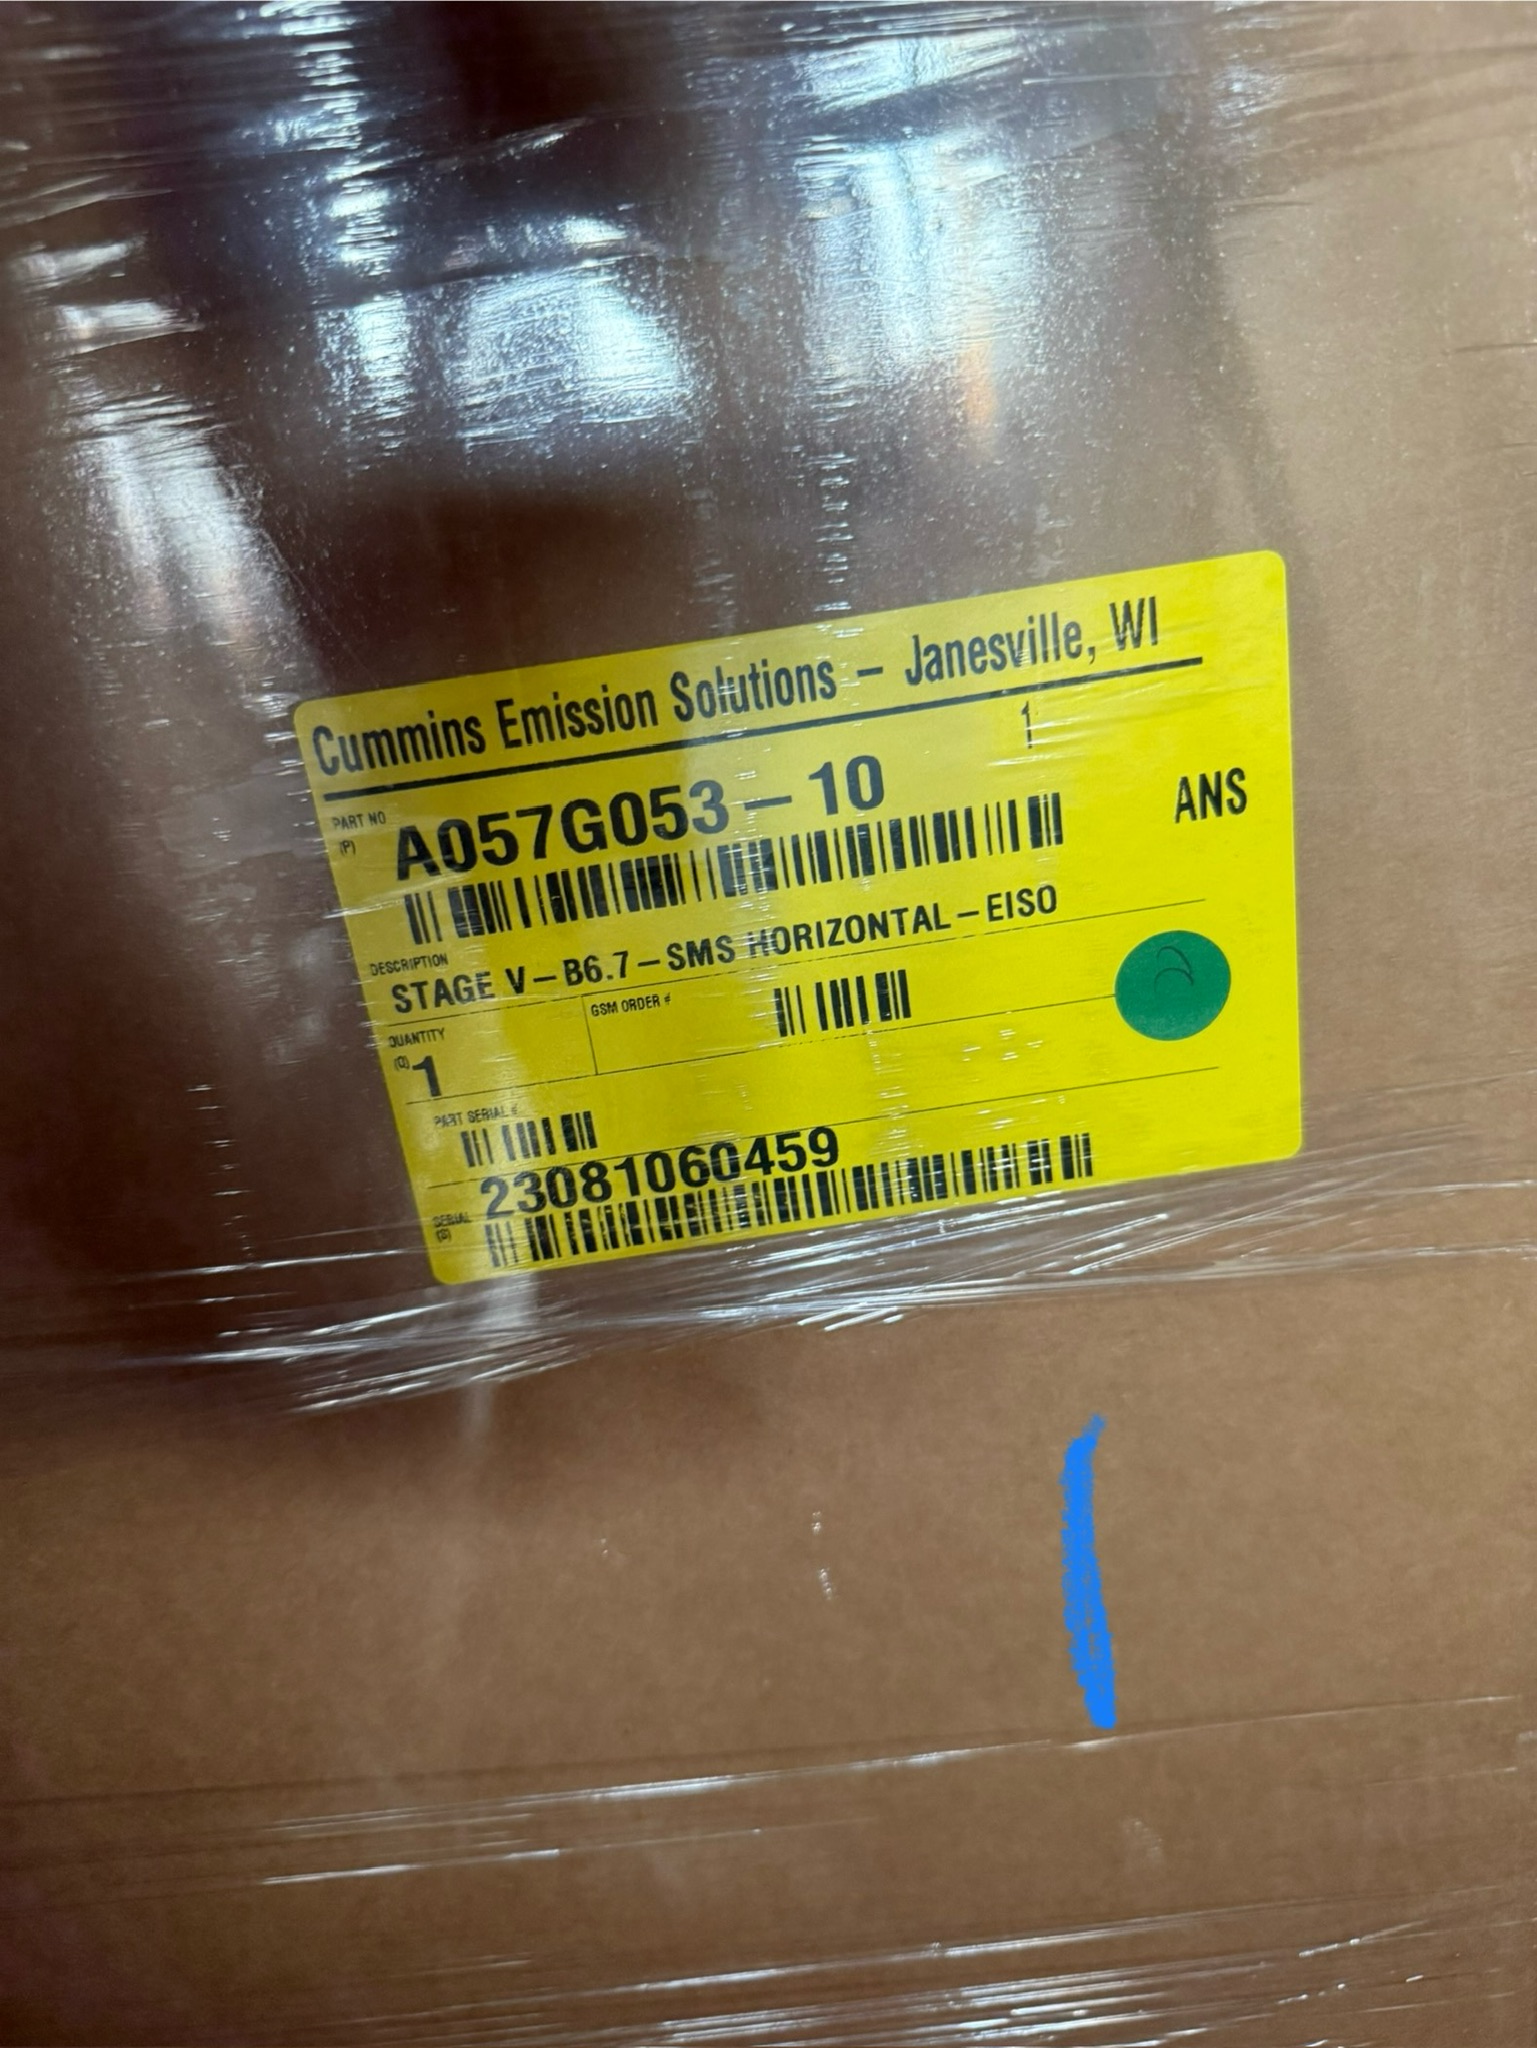 Cummins Emission Solutions – Janesville, WI
1
PART NO
(P)
A057G053–10
ANS
DESCRIPTION
STAGE V–B6.7–SMS HORIZONTAL–EISO
QUANTITY
(Q)
1
GSM ORDER #
2
PART SERIAL #
23081060459
SERIAL
(S)